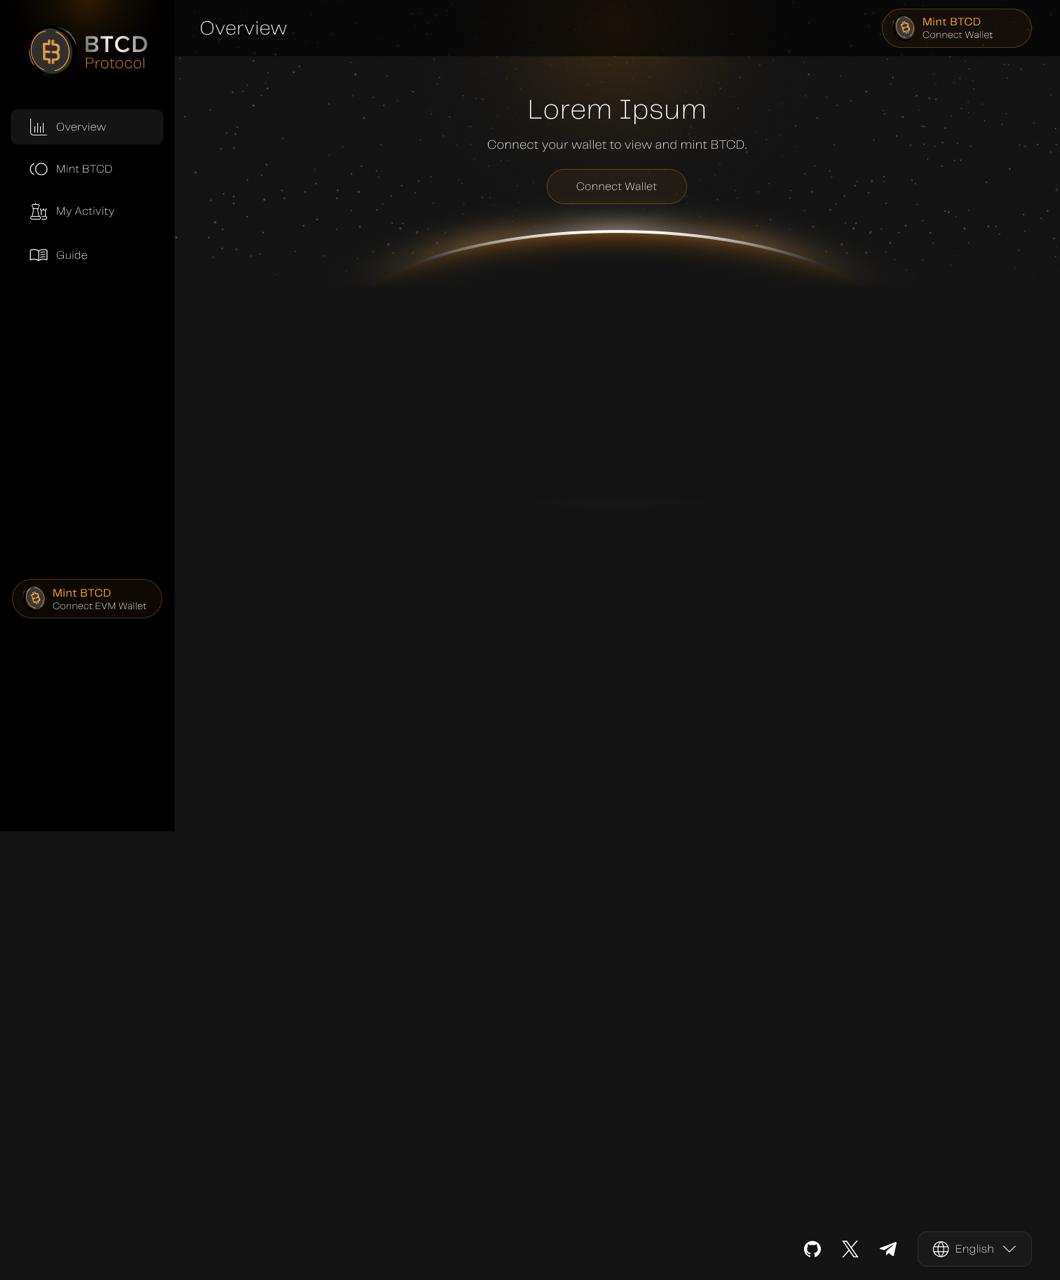 BTCD
Protocol
Overview
Mint BTCD
My Activity
Guide
Mint BTCD
Connect EVM Wallet
Overview
Mint BTCD
Connect Wallet
Lorem Ipsum
Connect your wallet to view and mint BTCD.
Connect Wallet
English